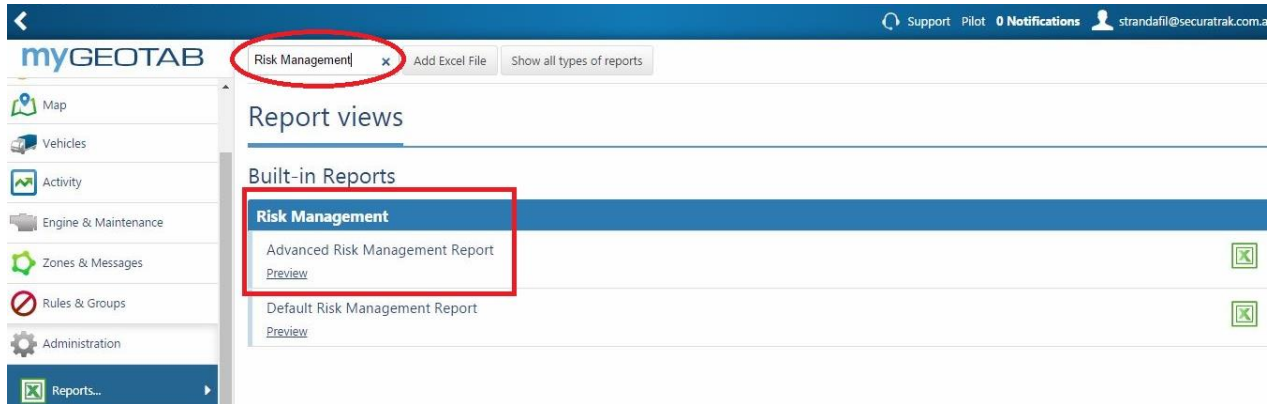 Support Pilot 0 Notifications strandafil@securatrak.com.a
myGEOTAB
Risk Management x Add Excel File Show all types of reports
Map
Vehicles
Activity
Engine & Maintenance
Zones & Messages
Rules & Groups
Administration
Reports...
Report views
Built-in Reports
Risk Management
Advanced Risk Management Report
Preview
Default Risk Management Report
Preview